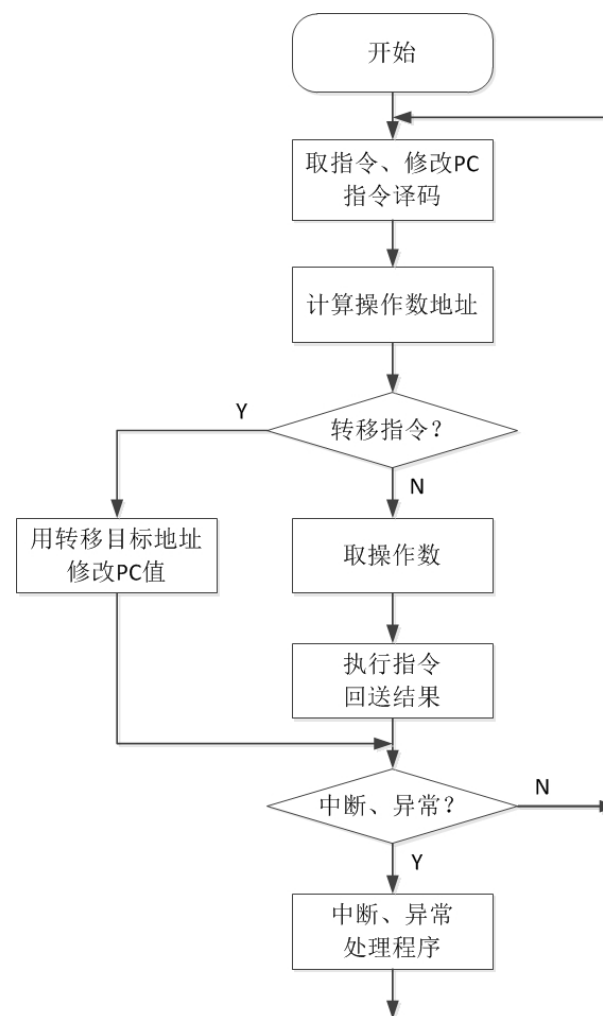 开始
取指令、修改PC
指令译码
计算操作数地址
转移指令？
Y
N
用转移目标地址
修改PC值
取操作数
执行指令
回送结果
中断、异常？
N
Y
中断、异常
处理程序